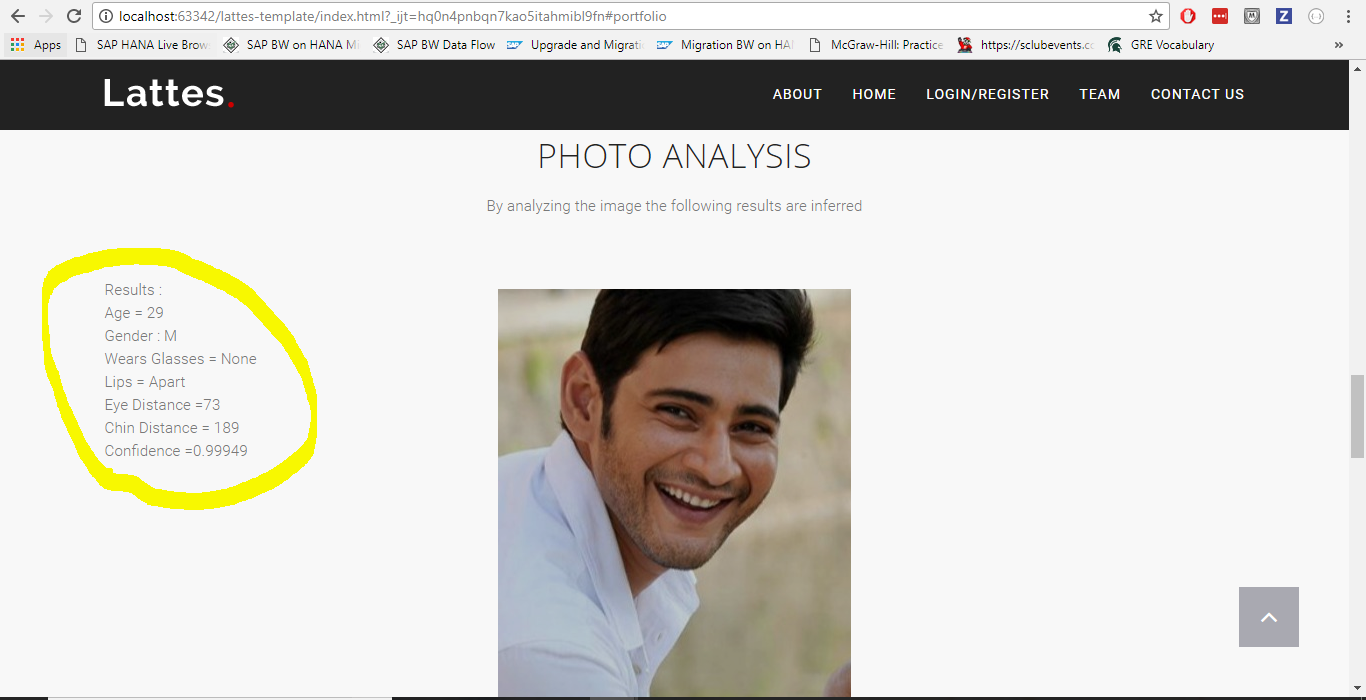 localhost:63342/lattes-template/index.html?_ijt=hq0n4pnbqn7kao5itahmibl9fn#portfolio
Apps SAP HANA Live Brow SAP BW on HANA Mi SAP BW Data Flow Upgrade and Migrati Migration BW on HA McGraw-Hill: Practice https://sclubevents.cc GRE Vocabulary »
Lattes. ABOUT HOME LOGIN/REGISTER TEAM CONTACT US
PHOTO ANALYSIS
By analyzing the image the following results are inferred
Results :
Age = 29
Gender : M
Wears Glasses = None
Lips = Apart
Eye Distance =73
Chin Distance = 189
Confidence =0.99949